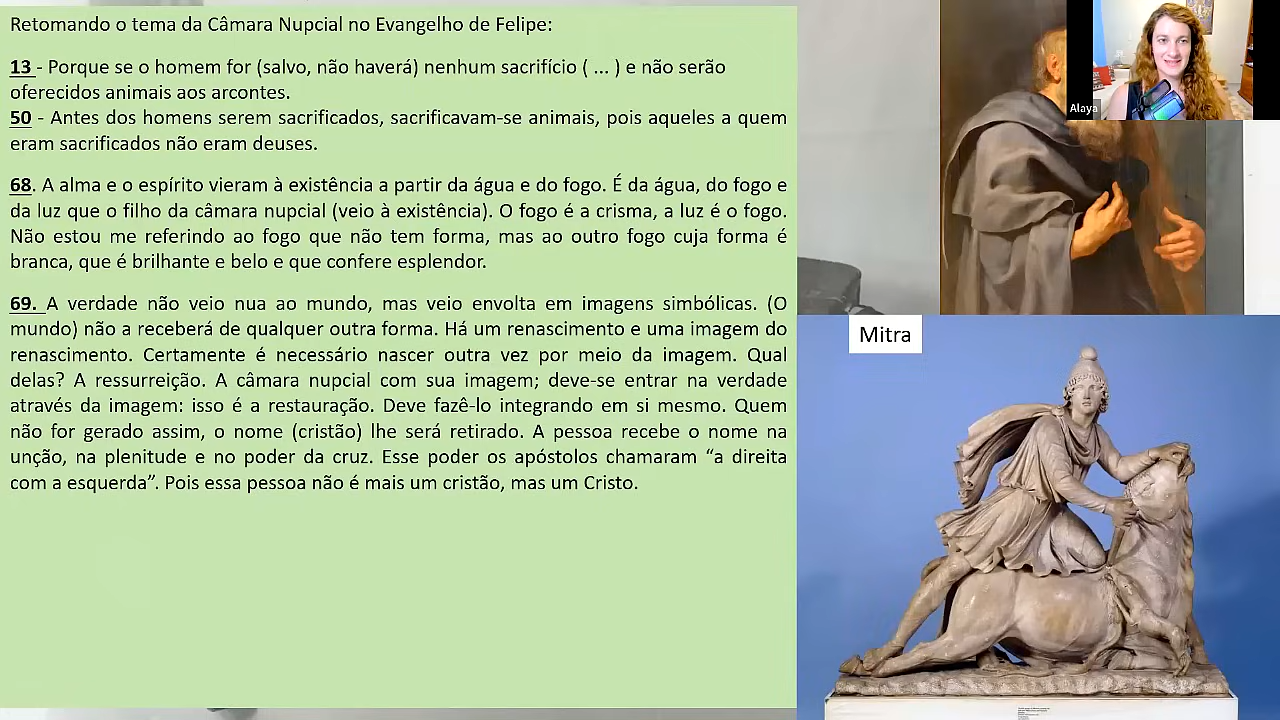 Retomando o tema da Câmara Nupcial no Evangelho de Felipe:
13 - Porque se o homem for (salvo, não haverá) nenhum sacrifício ( ... ) e não serão
oferecidos animais aos arcontes.
50 - Antes dos homens serem sacrificados, sacrificavam-se animais, pois aqueles a quem
eram sacrificados não eram deuses.
68. A alma e o espírito vieram à existência a partir da água e do fogo. É da água, do fogo e
da luz que o filho da câmara nupcial (veio à existência). O fogo é a crisma, a luz é o fogo.
Não estou me referindo ao fogo que não tem forma, mas ao outro fogo cuja forma é
branca, que é brilhante e belo e que confere esplendor.
69. A verdade não veio nua ao mundo, mas veio envolta em imagens simbólicas. (O
mundo) não a receberá de qualquer outra forma. Há um renascimento e uma imagem do
renascimento. Certamente é necessário nascer outra vez por meio da imagem. Qual
delas? A ressurreição. A câmara nupcial com sua imagem; deve-se entrar na verdade
através da imagem: isso é a restauração. Deve fazê-lo integrando em si mesmo. Quem
não for gerado assim, o nome (cristão) lhe será retirado. A pessoa recebe o nome na
unção, na plenitude e no poder da cruz. Esse poder os apóstolos chamaram “a direita
com a esquerda”. Pois essa pessoa não é mais um cristão, mas um Cristo.
Alaya
Mitra